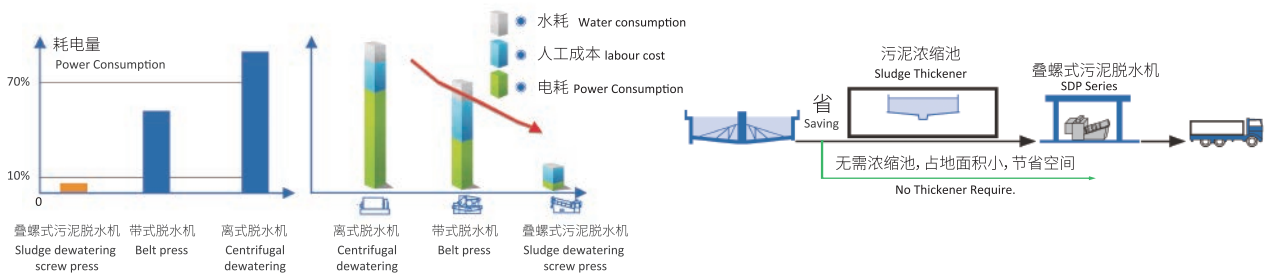 耗电量
Power Consumption
70%
10%
0
叠螺式污泥脱水机
Sludge dewatering
screw press
带式脱水机
Belt press
离式脱水机
Centrifugal
dewatering
水耗 Water consumption
人工成本 labour cost
电耗 Power Consumption
离式脱水机
Centrifugal
dewatering
带式脱水机
Belt press
叠螺式污泥脱水机
Sludge dewatering
screw press
污泥浓缩池
Sludge Thickener
省
Saving
叠螺式污泥脱水机
SDP Series
无需浓缩池，占地面积小，节省空间
No Thickener Require.